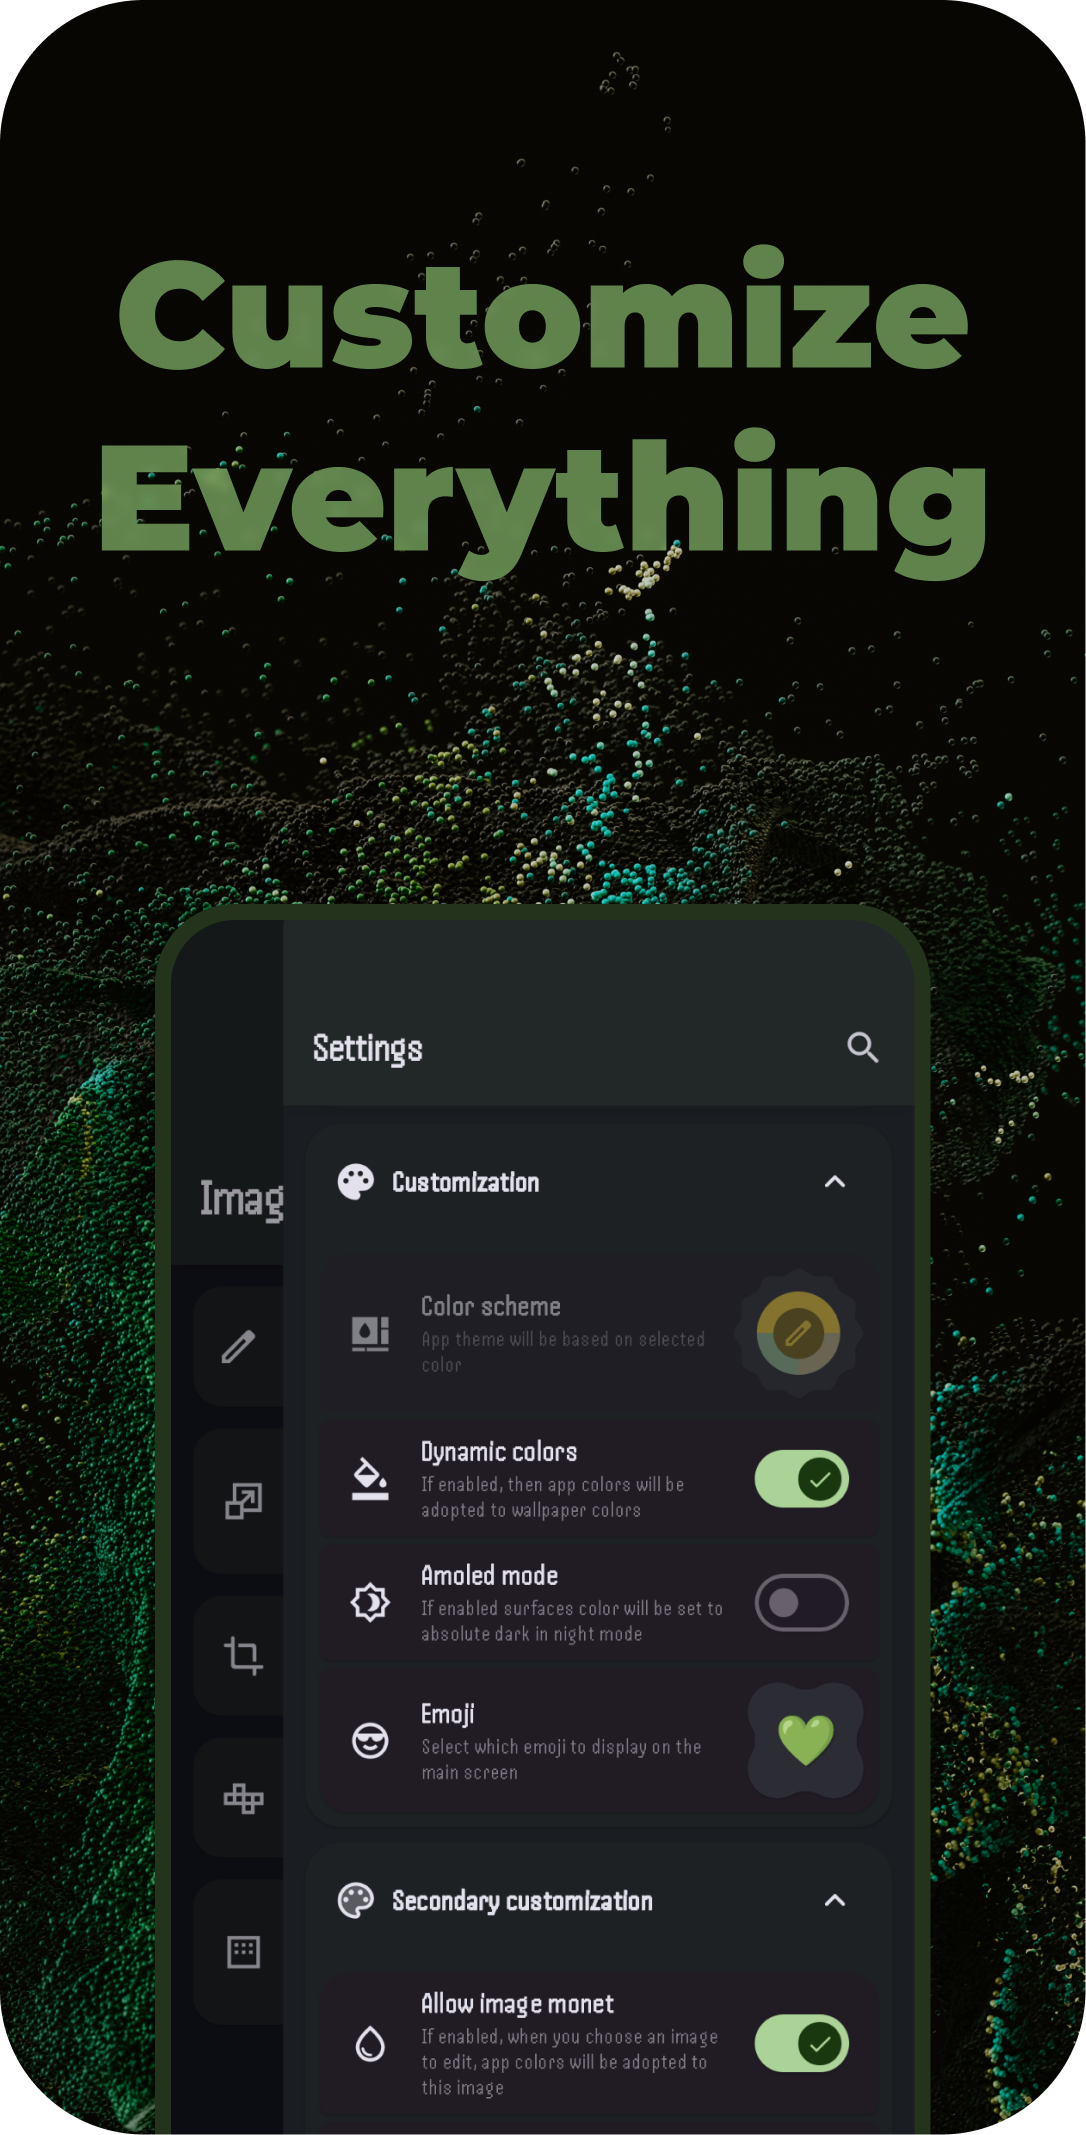 Customize
Everything
Settings
Imag
Customization
Color scheme
App theme will be based on selected
color
Dynamic colors
If enabled, then app colors will be
adopted to wallpaper colors
Amoled mode
If enabled surfaces color will be set to
absolute dark in night mode
Emoji
Select which emoji to display on the
main screen
Secondary customization
Allow image monet
If enabled, when you choose an image
to edit, app colors will be adopted to
this image